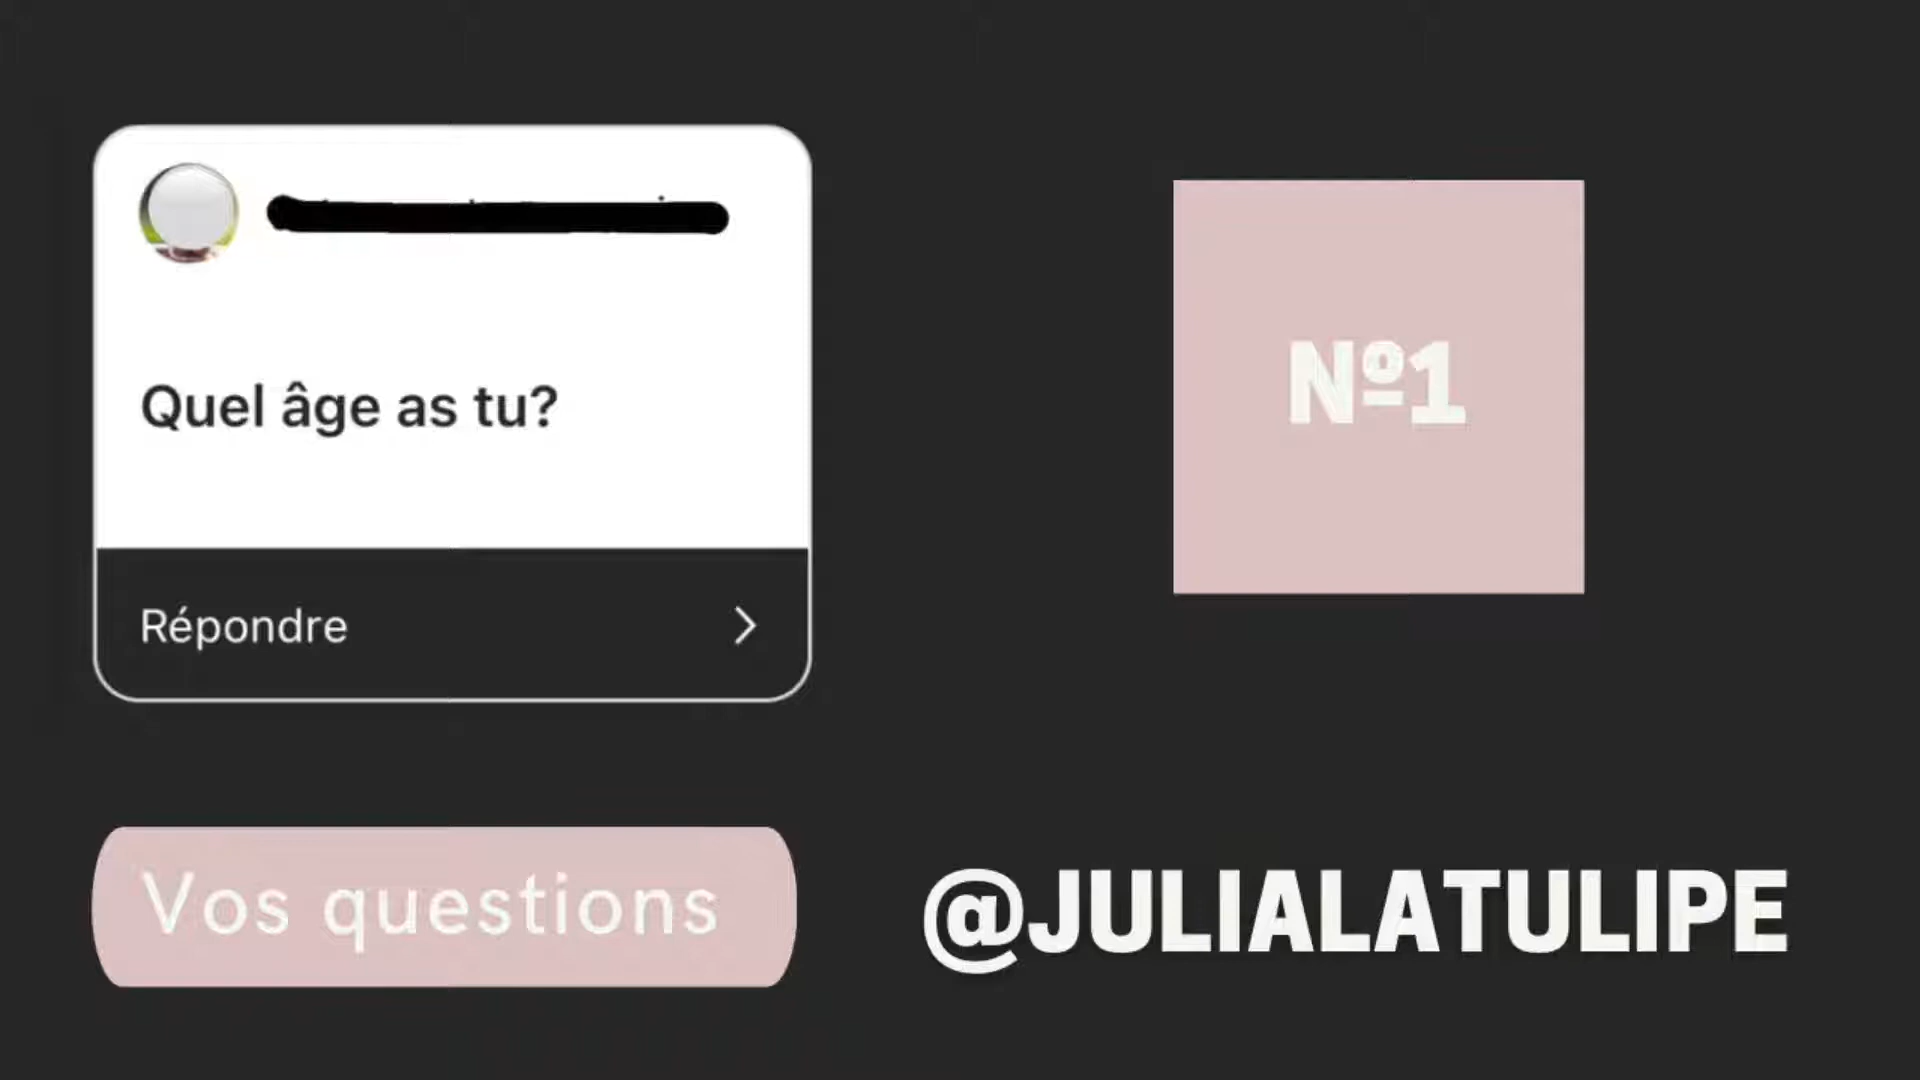 Quel âge as tu?
Répondre
Nº1
Vos questions
@JULIALATULIPE